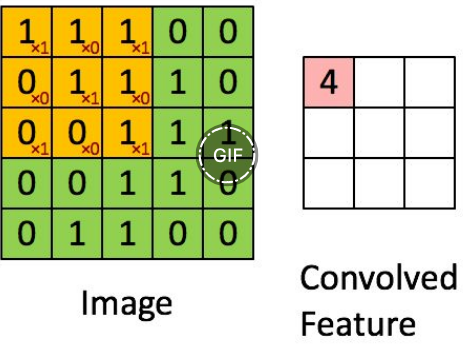 1×1 1×0 1×1 0 0
0×0 1×1 1×0 1 0
0×1 0×0 1×1 1 1
0 0 1 1 0
0 1 1 0 0
4
GIF
Image
Convolved
Feature